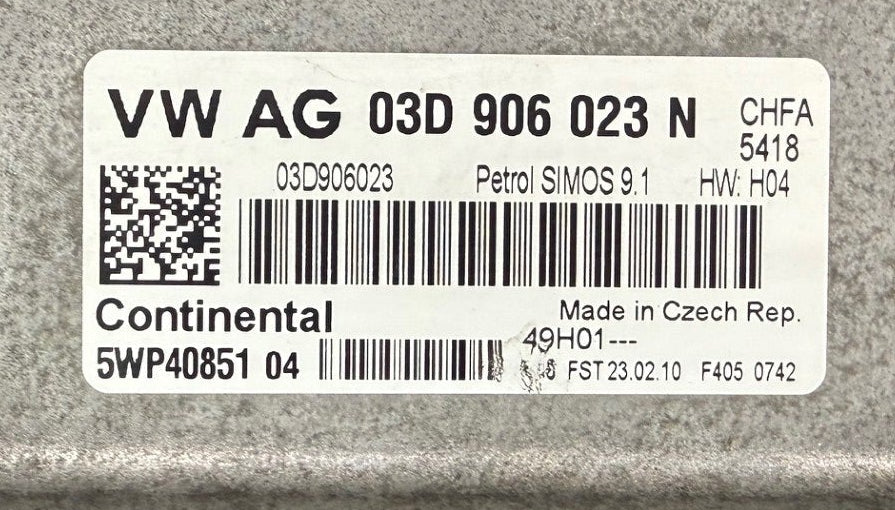 VW AG 03D 906 023 N CHFA
5418
03D906023 Petrol SIMOS 9.1 HW: H04
Continental Made in Czech Rep.
49H01---
5WP40851 04 FST 23.02.10 F405 0742